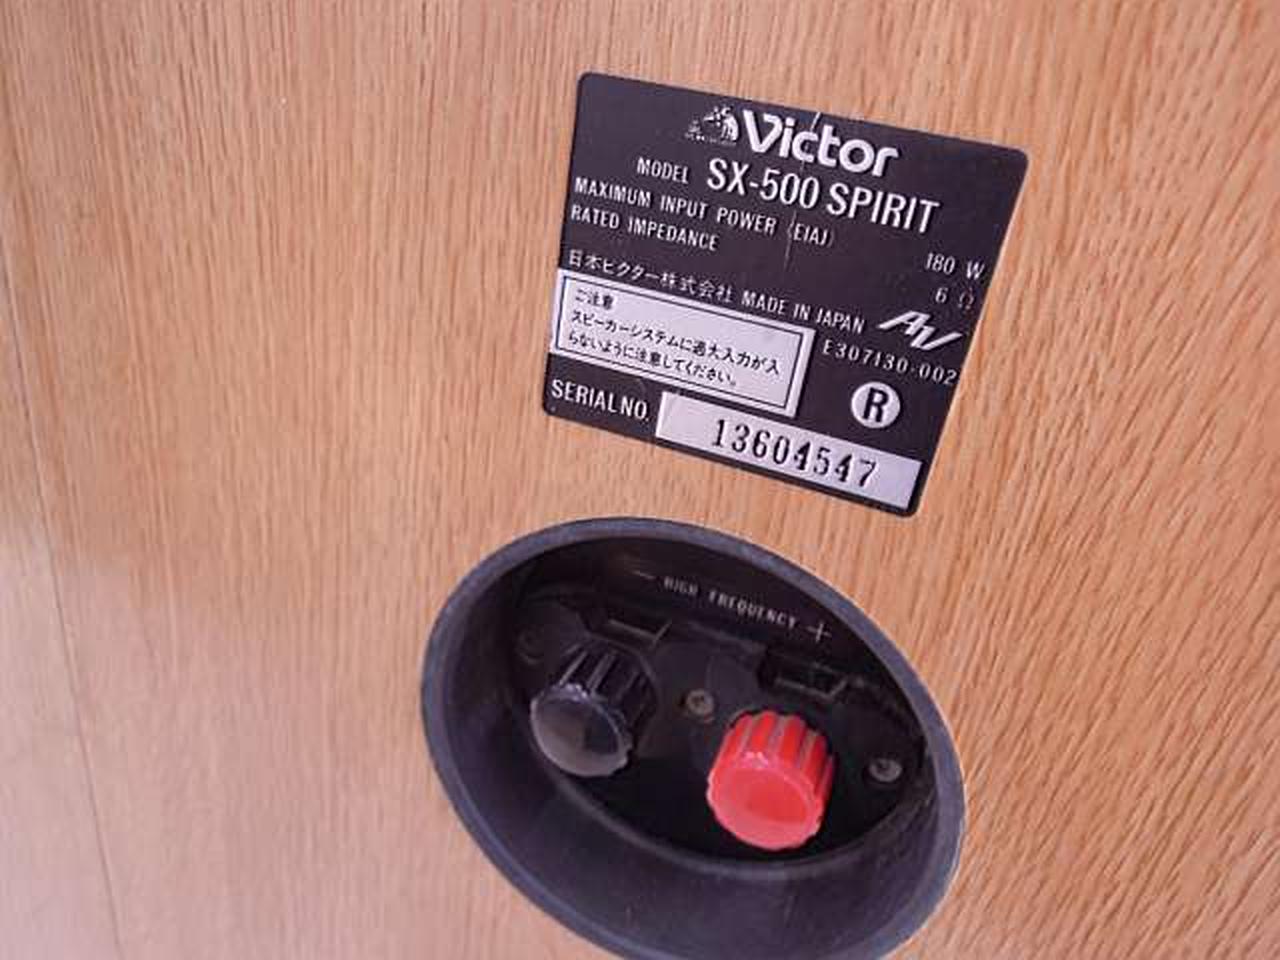 Victor
MODEL SX-500 SPIRIT
MAXIMUM INPUT POWER (EIAJ) 180 W
RATED IMPEDANCE 6 Ω
日本ビクター株式会社 MADE IN JAPAN
ご注意
スピーカーシステムに過大入力が入
らないように注意してください。
E307130-002
R
SERIAL NO. 13604547
− HIGH FREQUENCY +